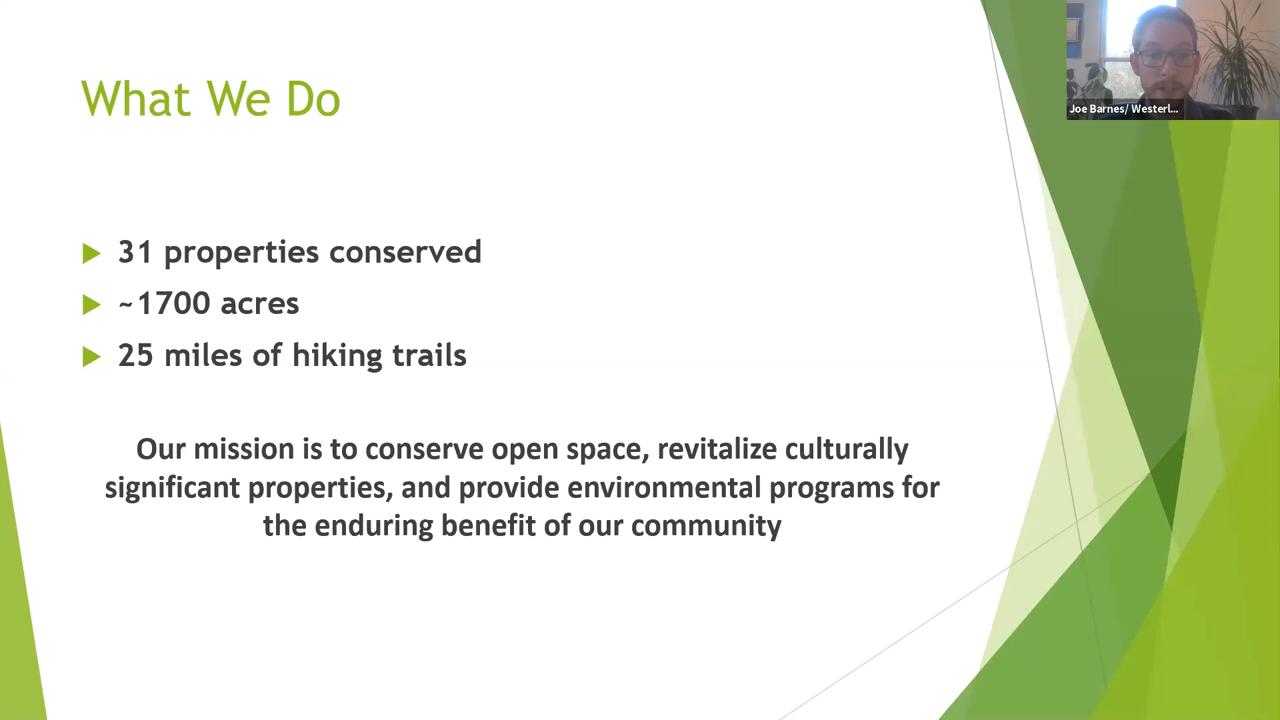 What We Do
31 properties conserved
~1700 acres
25 miles of hiking trails
Our mission is to conserve open space, revitalize culturally
significant properties, and provide environmental programs for
the enduring benefit of our community
Joe Barnes/ Westerl...